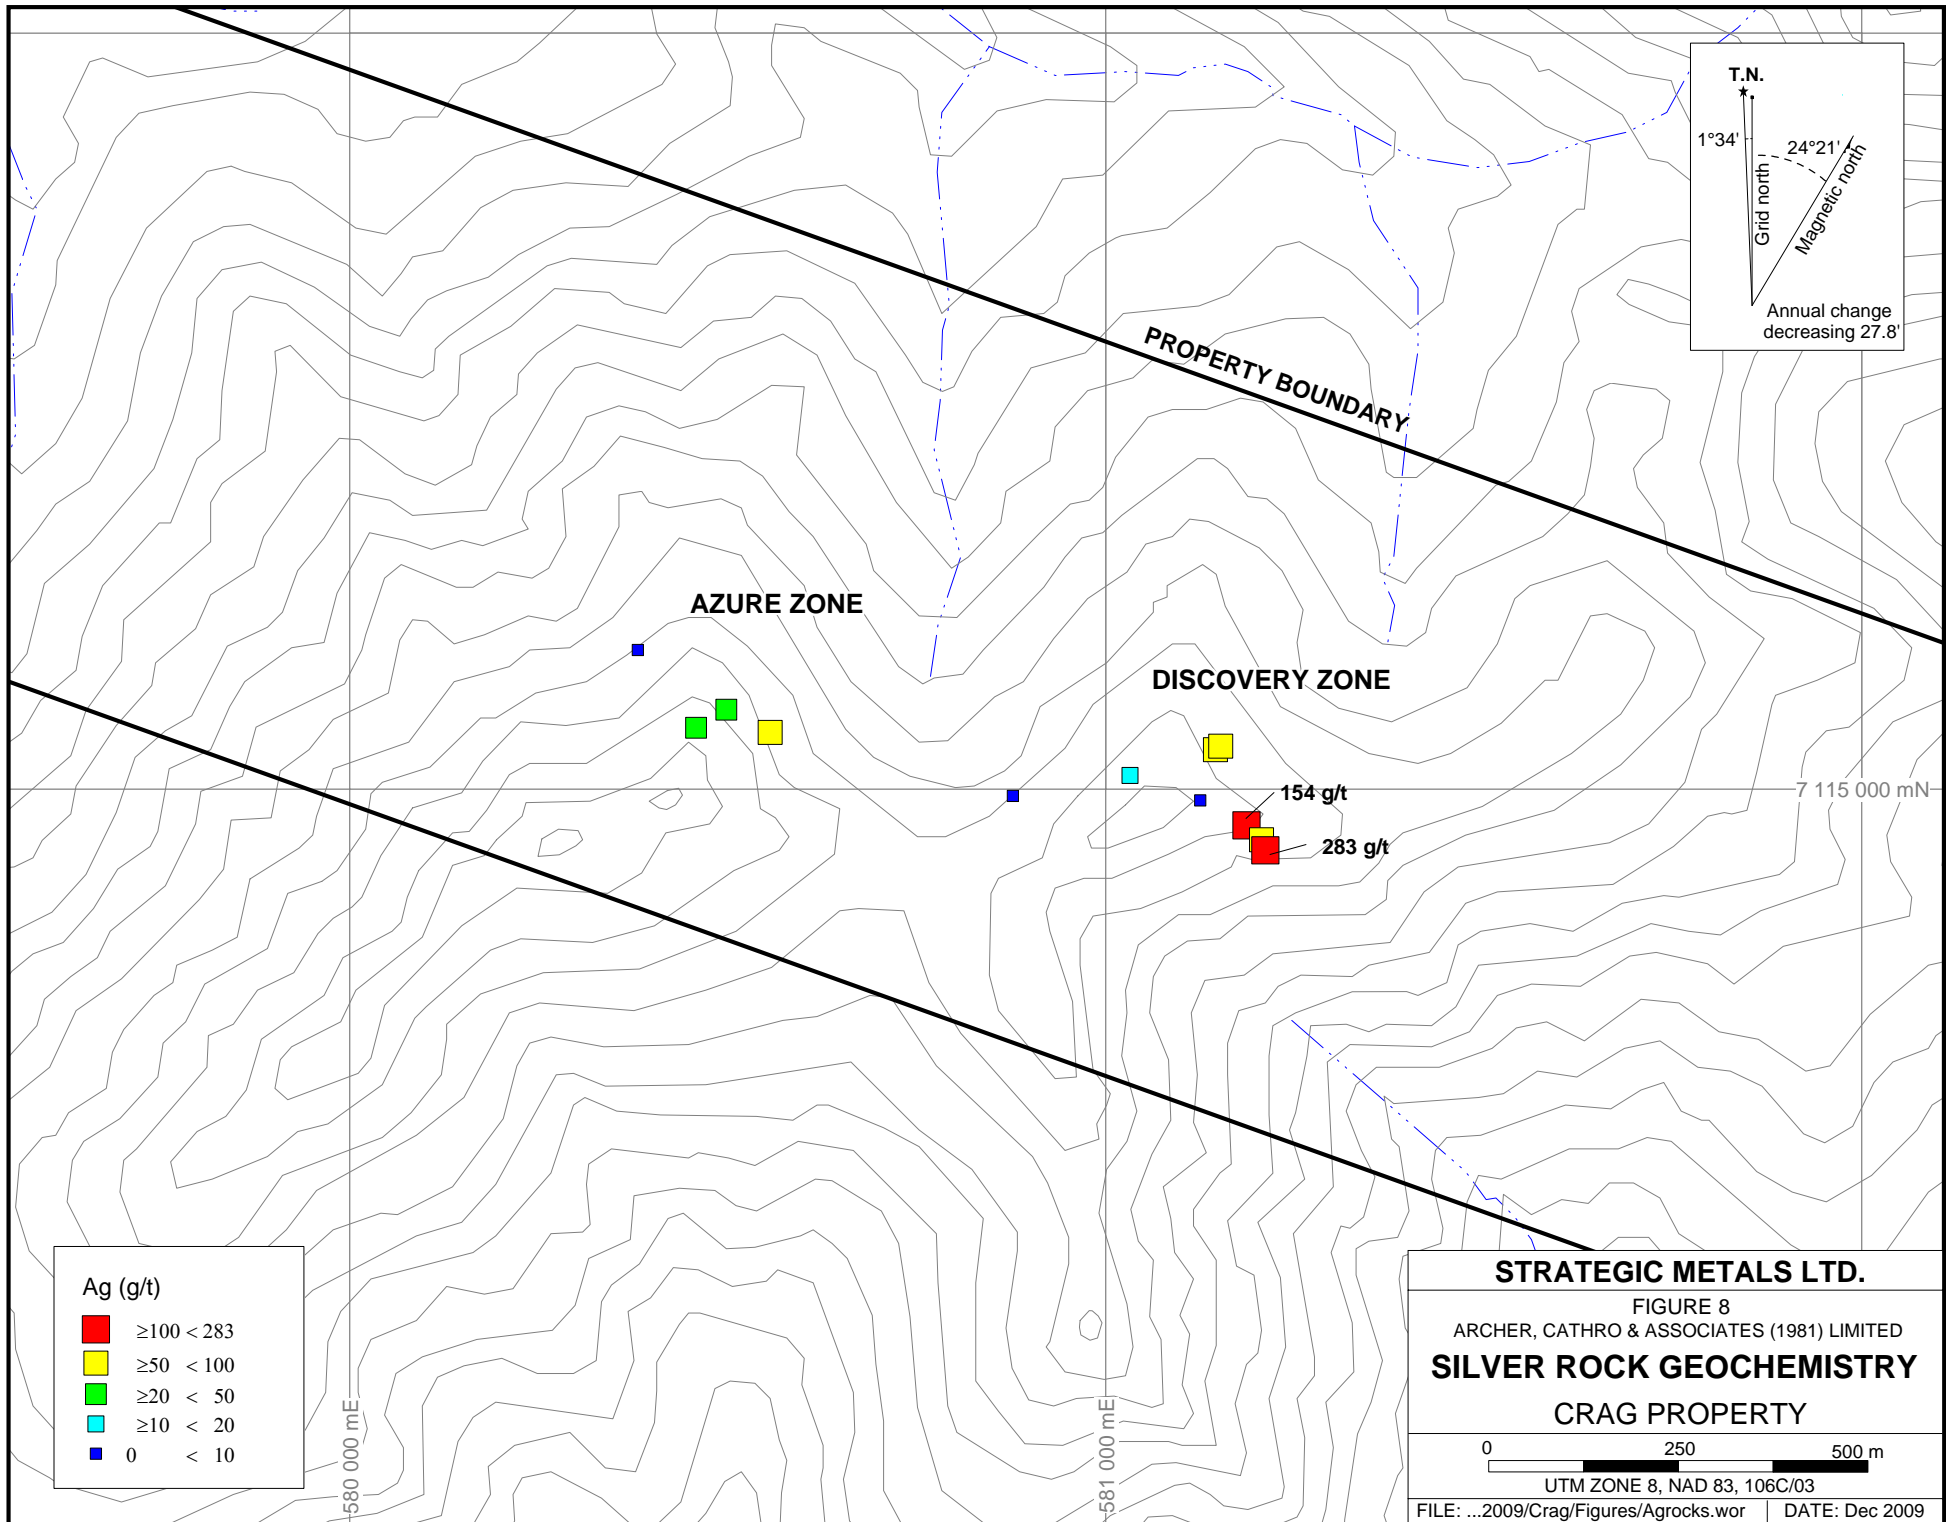 T.N.
1°34'
24°21'
Grid north
Magnetic north
Annual change
decreasing 27.8'
PROPERTY BOUNDARY
AZURE ZONE
DISCOVERY ZONE
154 g/t
7 115 000 mN
283 g/t
580 000 mE
581 000 mE
Ag (g/t)
≥100 < 283
≥50 < 100
≥20 < 50
≥10 < 20
0 < 10
STRATEGIC METALS LTD.
FIGURE 8
ARCHER, CATHRO & ASSOCIATES (1981) LIMITED
SILVER ROCK GEOCHEMISTRY
CRAG PROPERTY
0 250 500 m
UTM ZONE 8, NAD 83, 106C/03
FILE: ...2009/Crag/Figures/Agrocks.wor DATE: Dec 2009